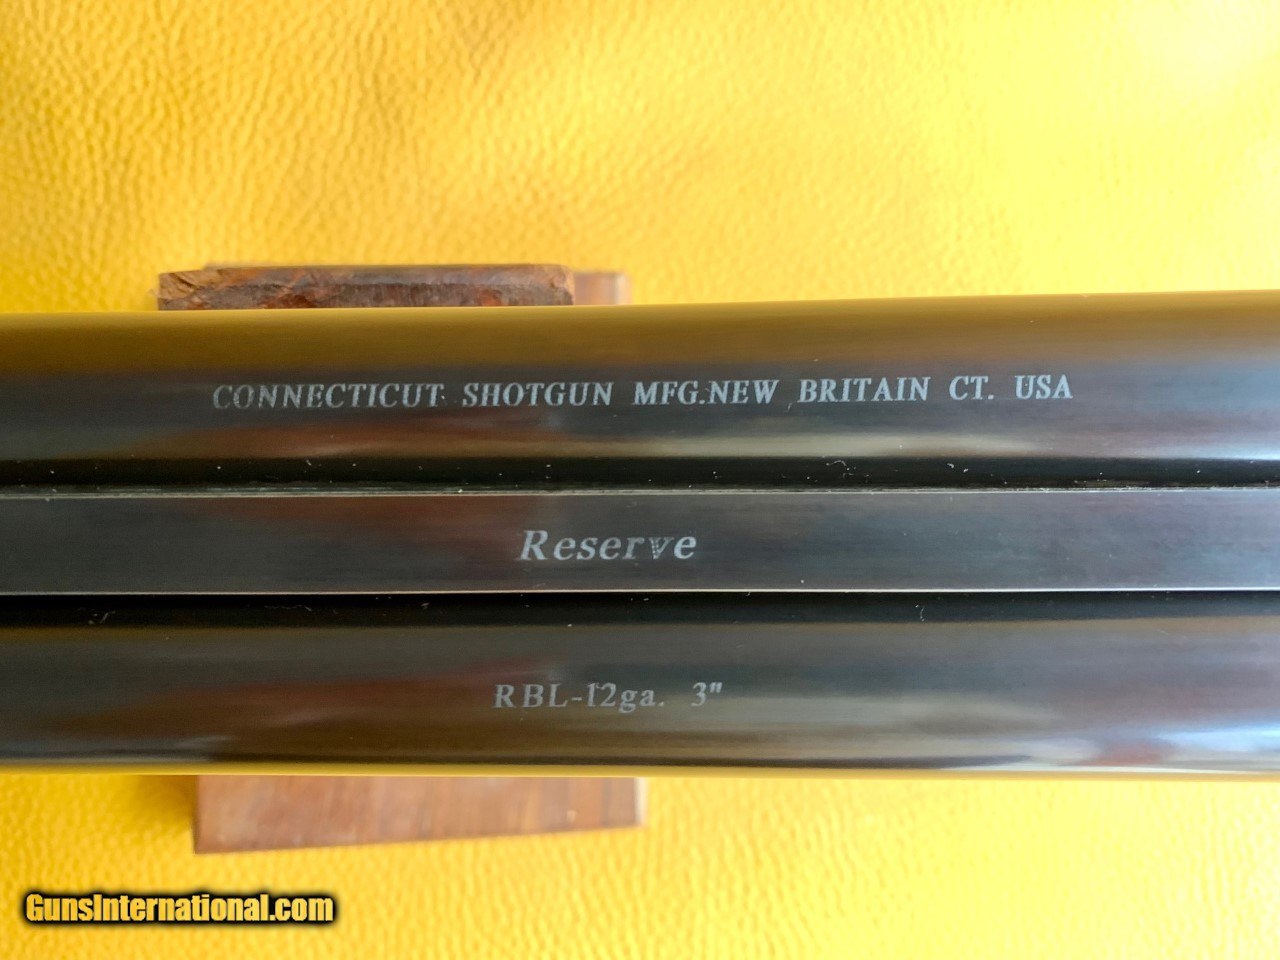 CONNECTICUT SHOTGUN MFG.NEW BRITAIN CT. USA
Reserve
RBL-12ga. 3"
GunsInternational.com